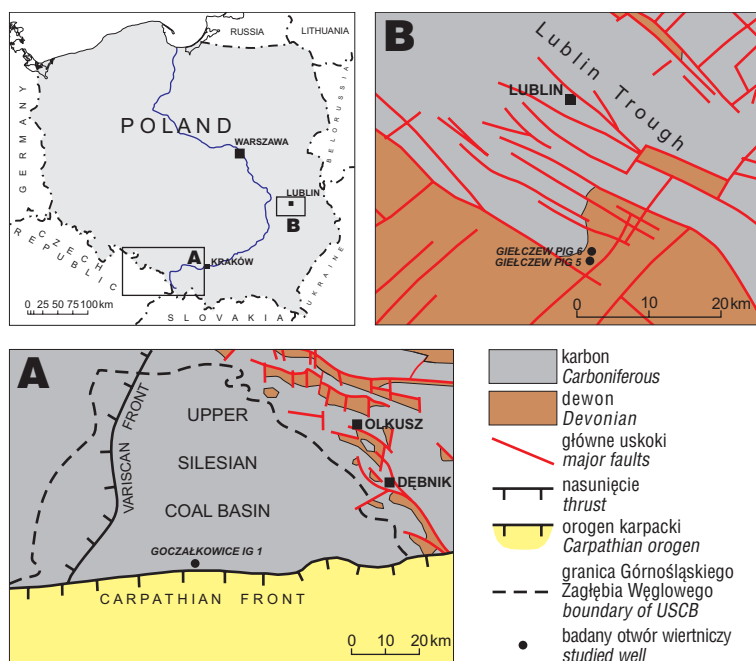 RUSSIA
LITHUANIA
GERMANY
POLAND
BELORUSSIA
WARSZAWA
LUBLIN
B
A
KRAKÓW
CZECH
REPUBLIC
UKRAINE
SLOVAKIA
0 25 50 75 100 km
B
Lublin Trough
LUBLIN
GIEŁCZEW PIG 6
GIEŁCZEW PIG 5
0 10 20 km
A
VARISCAN FRONT
UPPER
SILESIAN
COAL BASIN
OLKUSZ
DĘBNIK
GOCZAŁKOWICE IG 1
CARPATHIAN FRONT
0 10 20 km
karbon
Carboniferous
dewon
Devonian
główne uskoki
major faults
nasunięcie
thrust
orogen karpacki
Carpathian orogen
granica Górnośląskiego
Zagłębia Węglowego
boundary of USCB
badany otwór wiertniczy
studied well